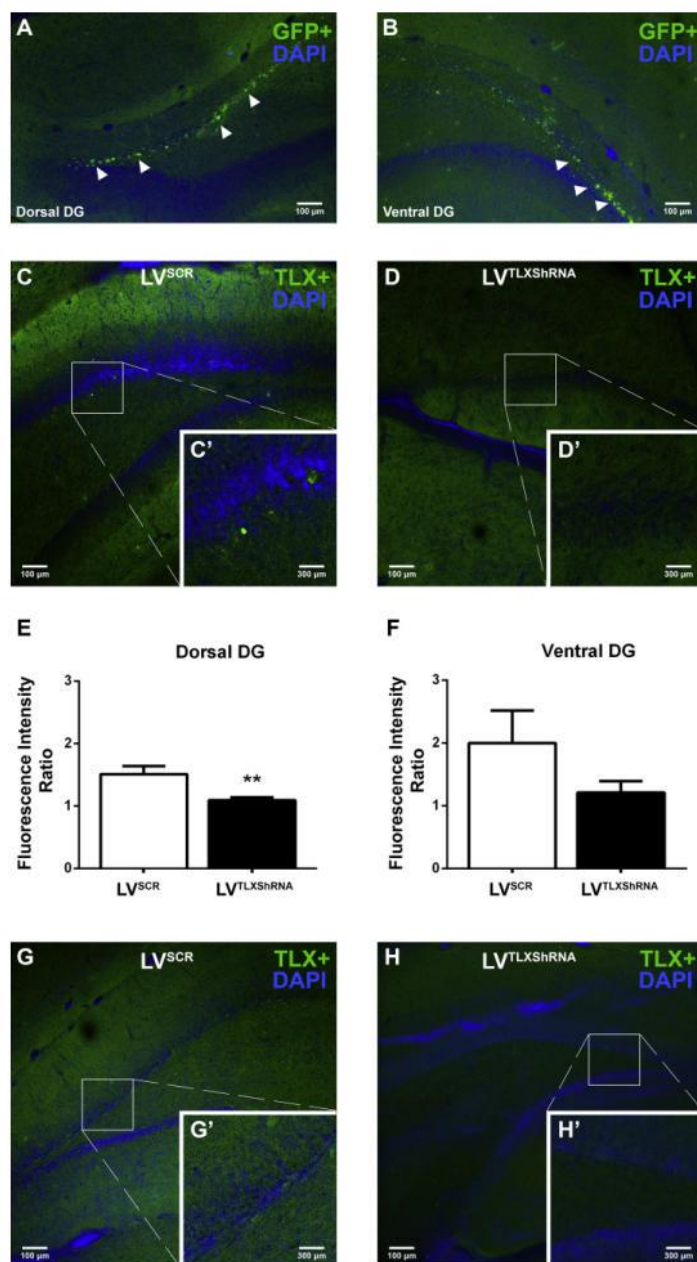 A
GFP+
DAPI
Dorsal DG
100 µm
B
GFP+
DAPI
Ventral DG
100 µm
C
LVSCR
TLX+
DAPI
C'
100 µm
300 µm
D
LVTLXShRNA
TLX+
DAPI
D'
100 µm
300 µm
E
Dorsal DG
Fluorescence Intensity
Ratio
3
2
1
0
**
LVSCR
LVTLXShRNA
F
Ventral DG
Fluorescence Intensity
Ratio
3
2
1
0
LVSCR
LVTLXShRNA
G
LVSCR
TLX+
DAPI
G'
100 µm
300 µm
H
LVTLXShRNA
TLX+
DAPI
H'
100 µm
300 µm